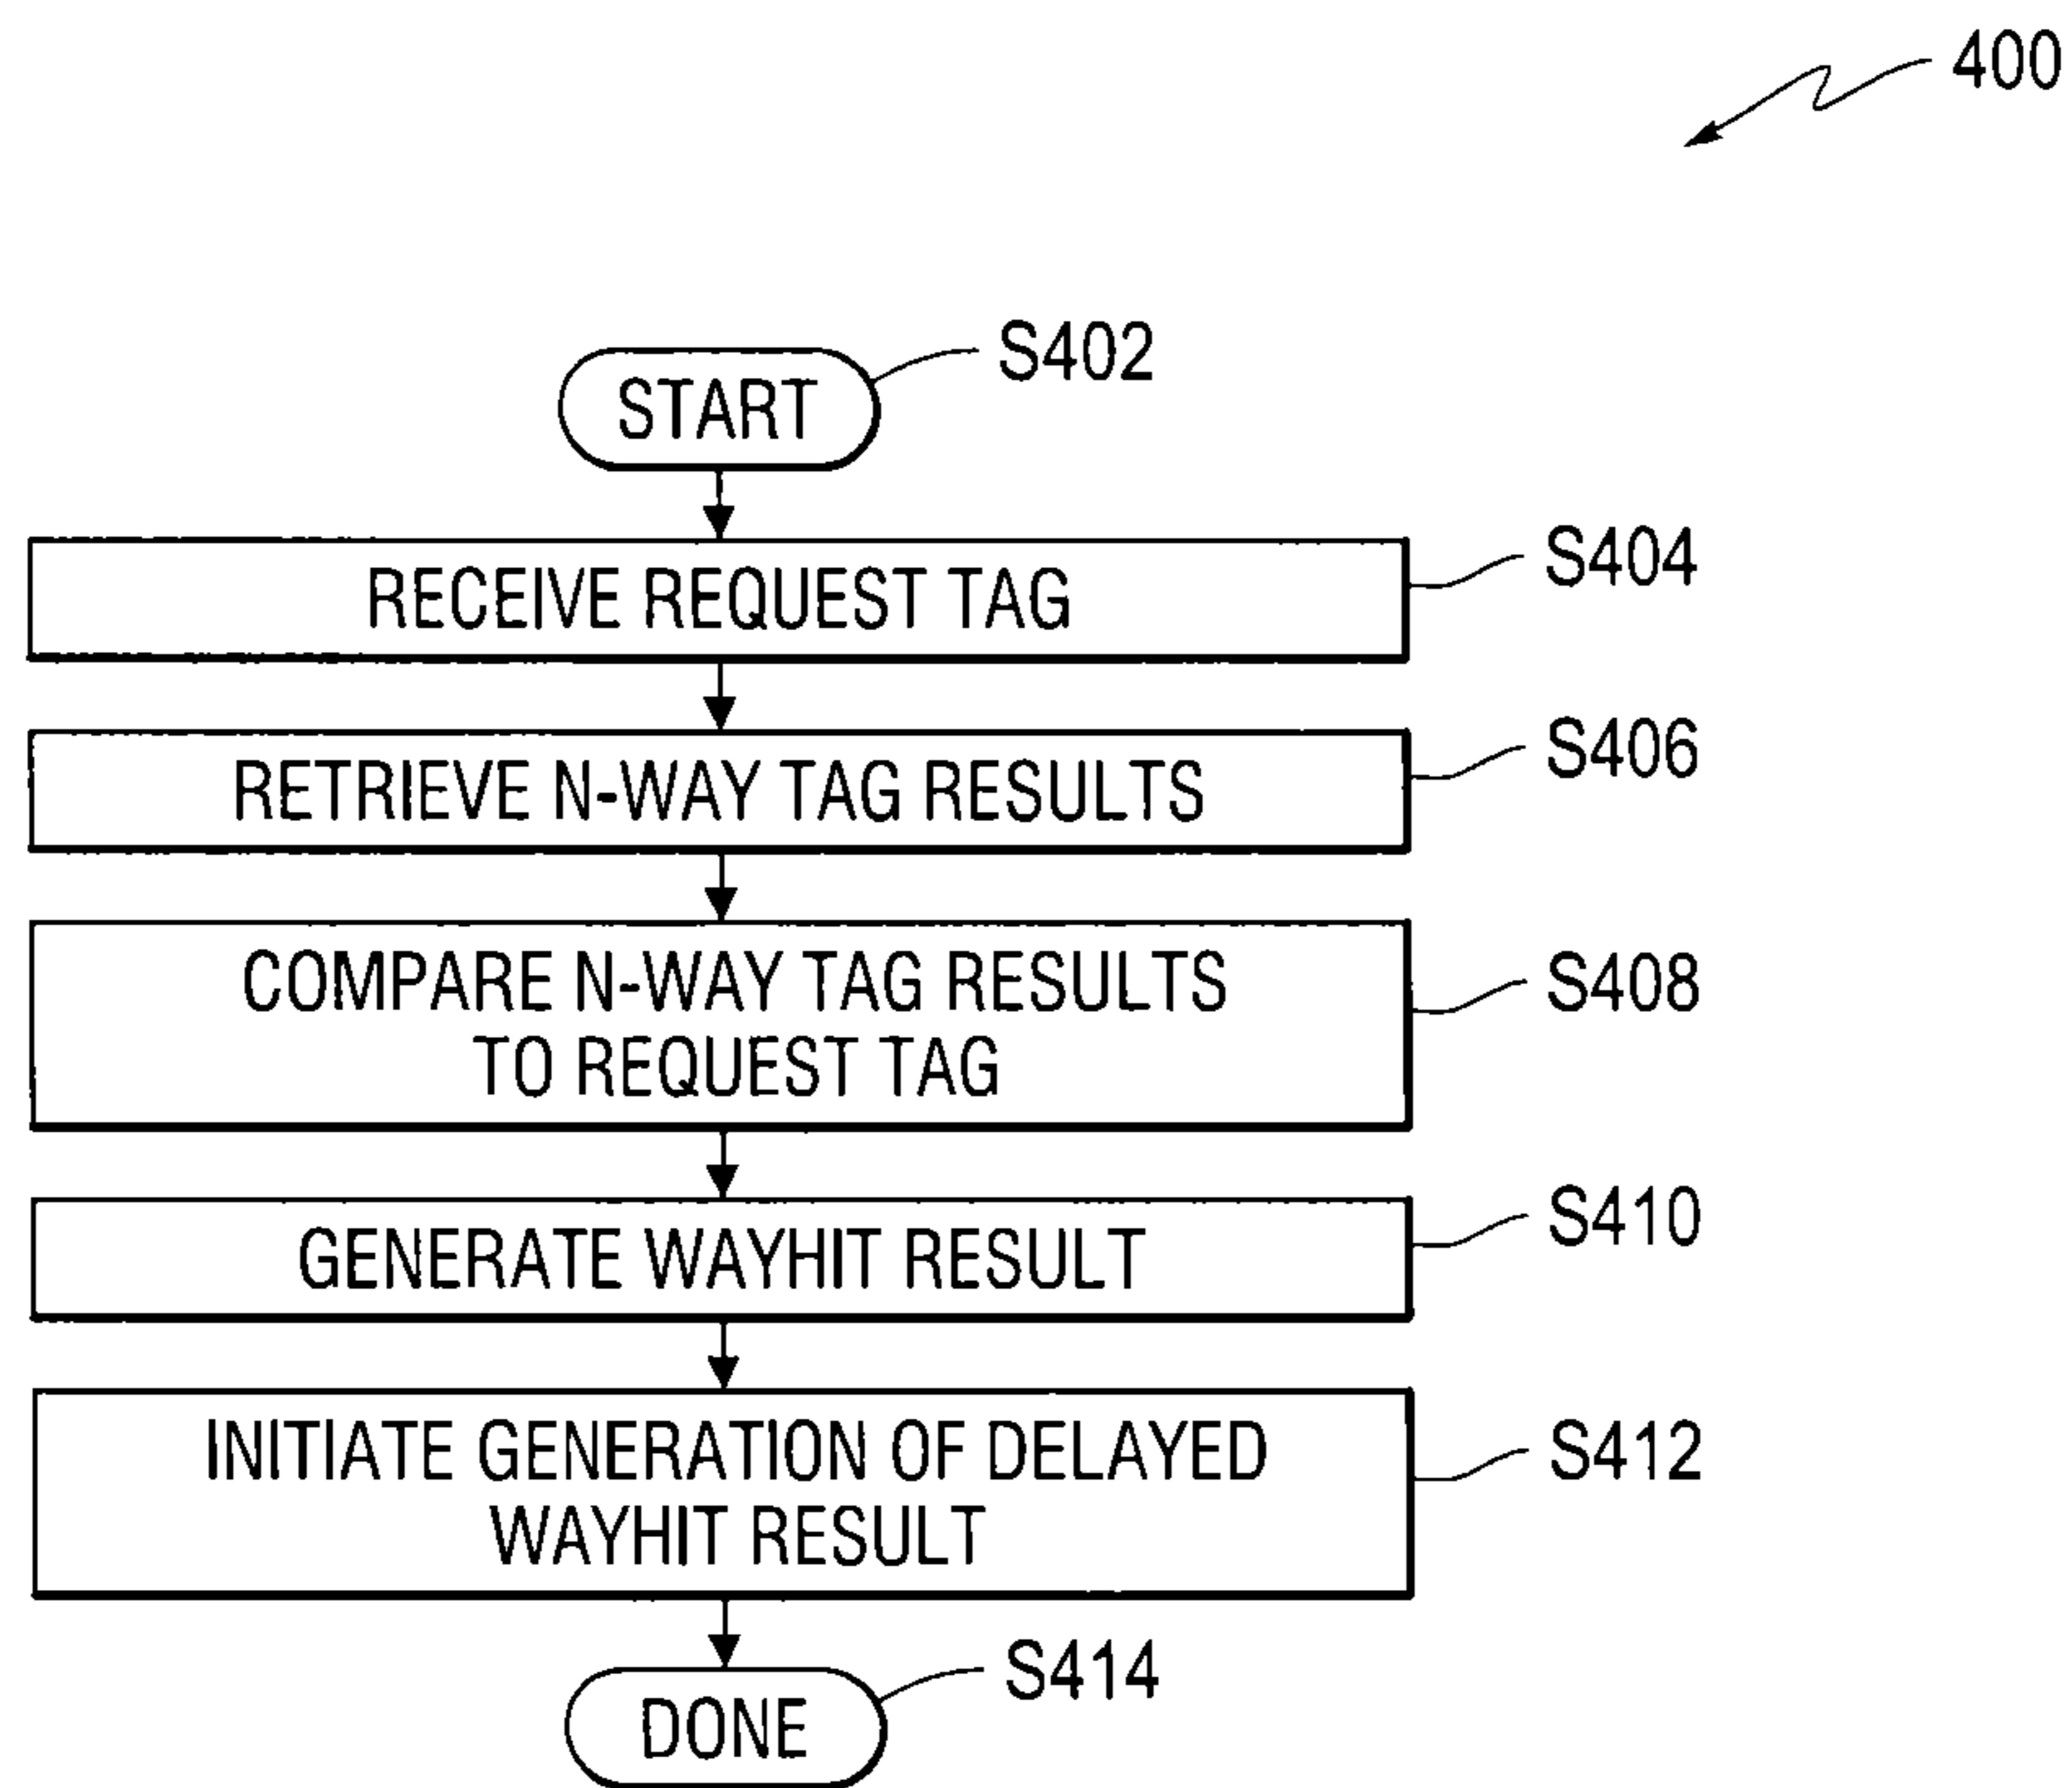 400
START
S402
RECEIVE REQUEST TAG
S404
RETRIEVE N-WAY TAG RESULTS
S406
COMPARE N-WAY TAG RESULTS
TO REQUEST TAG
S408
GENERATE WAYHIT RESULT
S410
INITIATE GENERATION OF DELAYED
WAYHIT RESULT
S412
DONE
S414